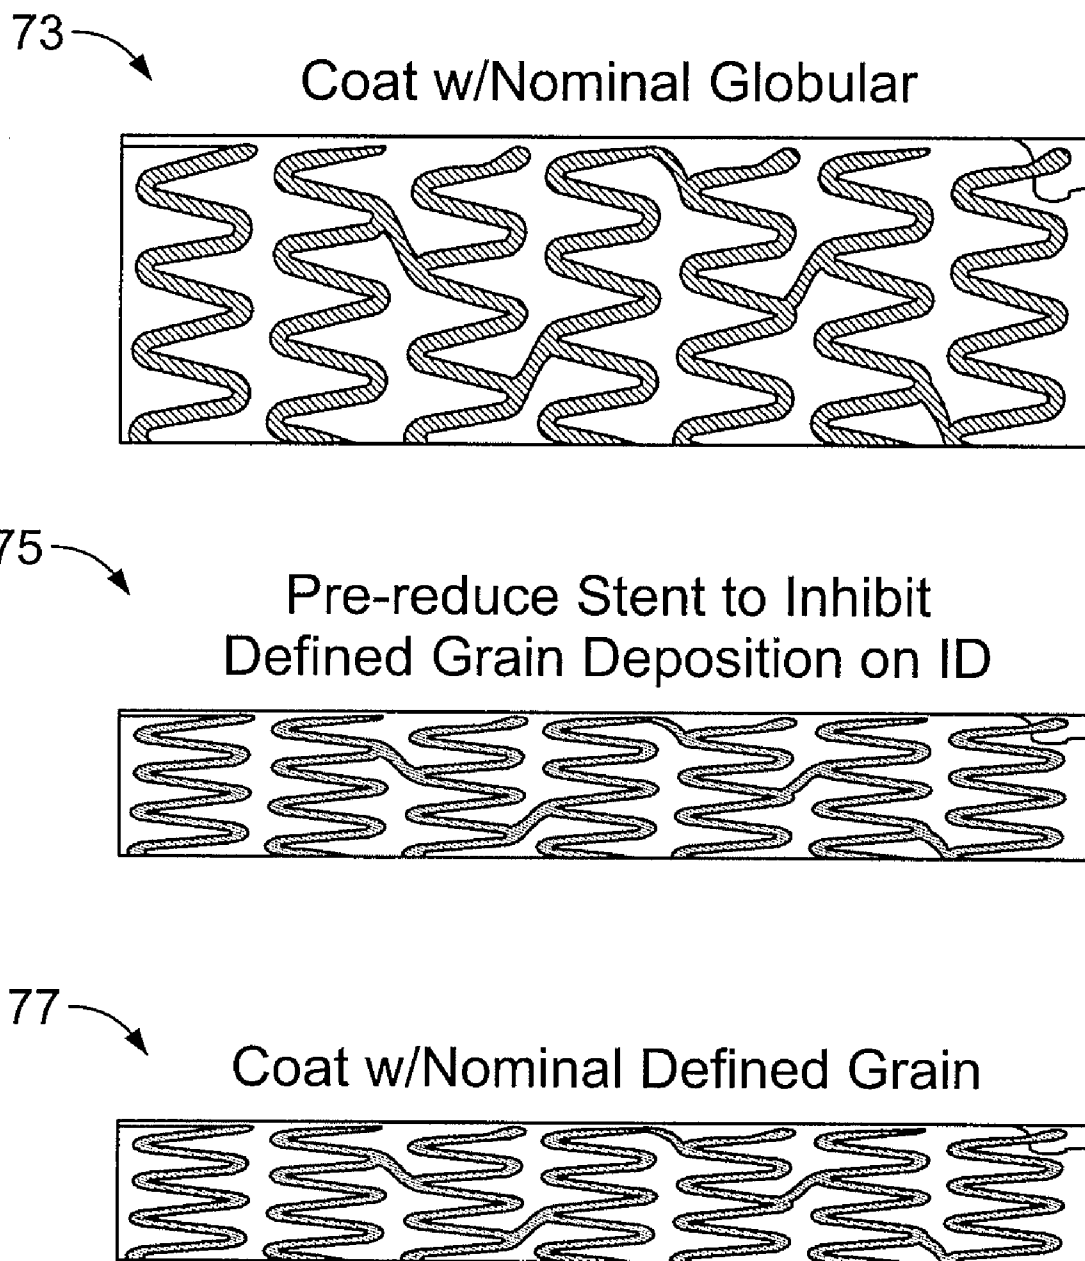 73
Coat w/Nominal Globular
75
Pre-reduce Stent to Inhibit
Defined Grain Deposition on ID
77
Coat w/Nominal Defined Grain